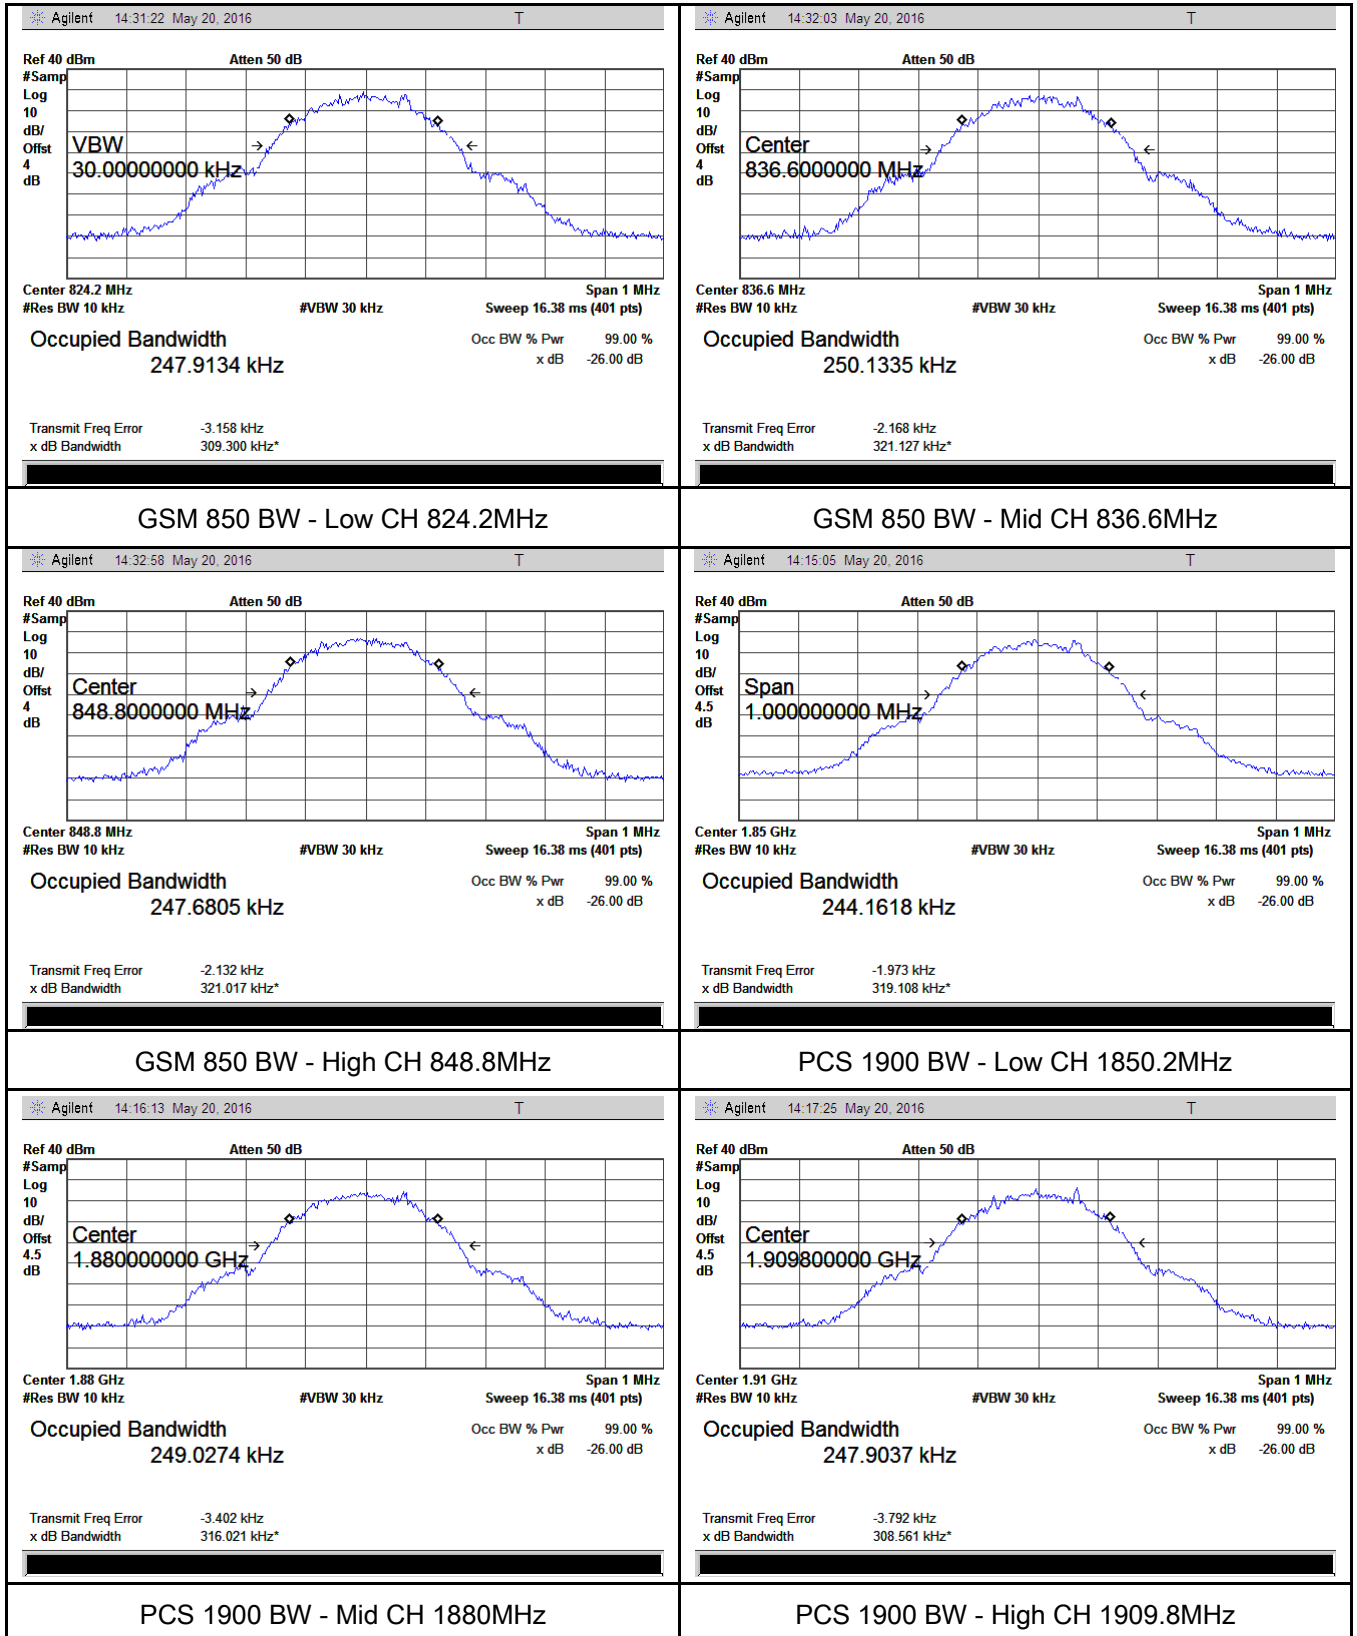 Agilent 14:31:22 May 20, 2016 T
Ref 40 dBm Atten 50 dB
#Samp
Log
10
dB/
Offst
4
dB
VBW
30.00000000 kHz
Center 824.2 MHz Span 1 MHz
#Res BW 10 kHz #VBW 30 kHz Sweep 16.38 ms (401 pts)
Occupied Bandwidth Occ BW % Pwr 99.00 %
247.9134 kHz x dB -26.00 dB
Transmit Freq Error -3.158 kHz
x dB Bandwidth 309.300 kHz*
GSM 850 BW - Low CH 824.2MHz
Agilent 14:32:03 May 20, 2016 T
Ref 40 dBm Atten 50 dB
#Samp
Log
10
dB/
Offst
4
dB
Center
836.6000000 MHz
Center 836.6 MHz Span 1 MHz
#Res BW 10 kHz #VBW 30 kHz Sweep 16.38 ms (401 pts)
Occupied Bandwidth Occ BW % Pwr 99.00 %
250.1335 kHz x dB -26.00 dB
Transmit Freq Error -2.168 kHz
x dB Bandwidth 321.127 kHz*
GSM 850 BW - Mid CH 836.6MHz
Agilent 14:32:58 May 20, 2016 T
Ref 40 dBm Atten 50 dB
#Samp
Log
10
dB/
Offst
4
dB
Center
848.8000000 MHz
Center 848.8 MHz Span 1 MHz
#Res BW 10 kHz #VBW 30 kHz Sweep 16.38 ms (401 pts)
Occupied Bandwidth Occ BW % Pwr 99.00 %
247.6805 kHz x dB -26.00 dB
Transmit Freq Error -2.132 kHz
x dB Bandwidth 321.017 kHz*
GSM 850 BW - High CH 848.8MHz
Agilent 14:15:05 May 20, 2016 T
Ref 40 dBm Atten 50 dB
#Samp
Log
10
dB/
Offst
4.5
dB
Span
1.000000000 MHz
Center 1.85 GHz Span 1 MHz
#Res BW 10 kHz #VBW 30 kHz Sweep 16.38 ms (401 pts)
Occupied Bandwidth Occ BW % Pwr 99.00 %
244.1618 kHz x dB -26.00 dB
Transmit Freq Error -1.973 kHz
x dB Bandwidth 319.108 kHz*
PCS 1900 BW - Low CH 1850.2MHz
Agilent 14:16:13 May 20, 2016 T
Ref 40 dBm Atten 50 dB
#Samp
Log
10
dB/
Offst
4.5
dB
Center
1.880000000 GHz
Center 1.88 GHz Span 1 MHz
#Res BW 10 kHz #VBW 30 kHz Sweep 16.38 ms (401 pts)
Occupied Bandwidth Occ BW % Pwr 99.00 %
249.0274 kHz x dB -26.00 dB
Transmit Freq Error -3.402 kHz
x dB Bandwidth 316.021 kHz*
PCS 1900 BW - Mid CH 1880MHz
Agilent 14:17:25 May 20, 2016 T
Ref 40 dBm Atten 50 dB
#Samp
Log
10
dB/
Offst
4.5
dB
Center
1.909800000 GHz
Center 1.91 GHz Span 1 MHz
#Res BW 10 kHz #VBW 30 kHz Sweep 16.38 ms (401 pts)
Occupied Bandwidth Occ BW % Pwr 99.00 %
247.9037 kHz x dB -26.00 dB
Transmit Freq Error -3.792 kHz
x dB Bandwidth 308.561 kHz*
PCS 1900 BW - High CH 1909.8MHz